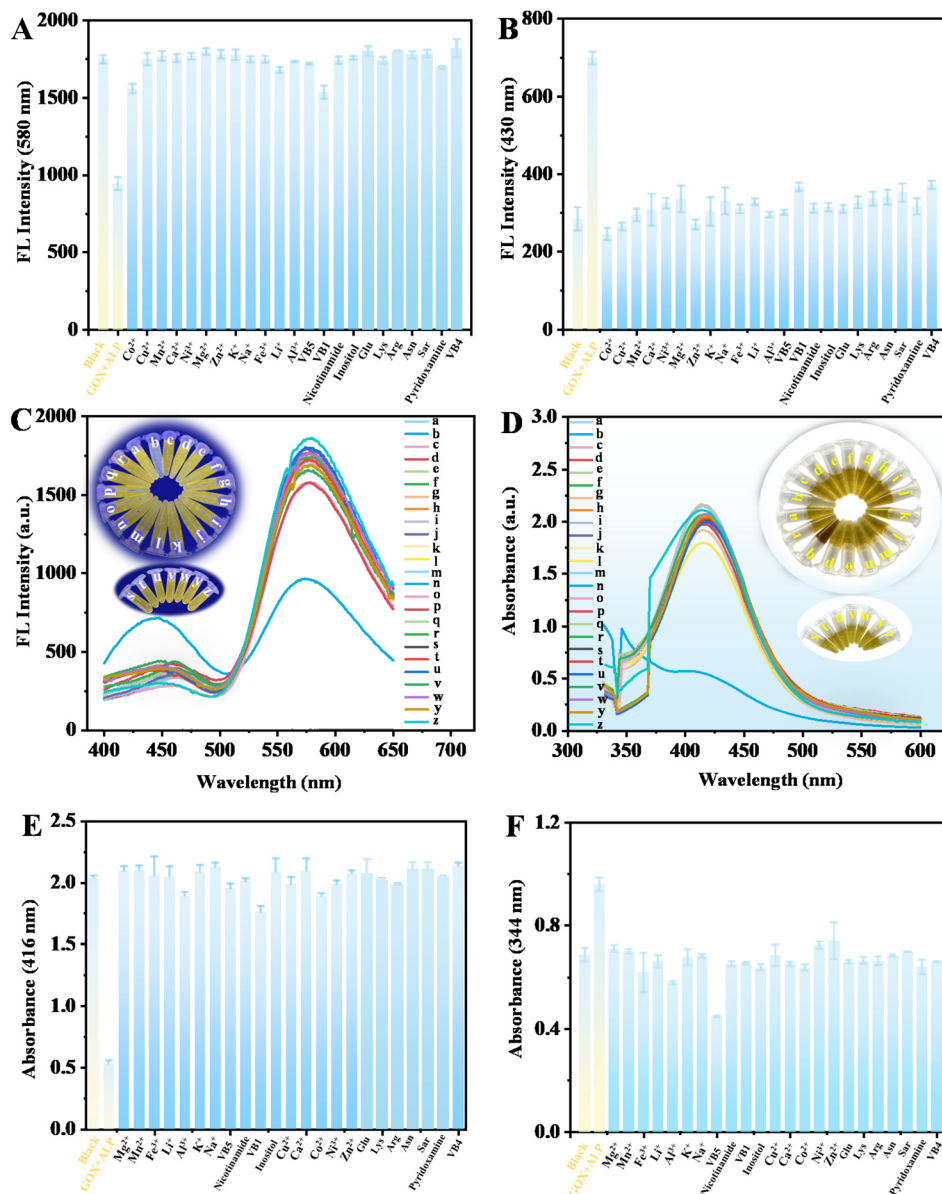 A
FL Intensity (580 nm)
2000
1500
1000
500
0
Black
GOX+ALP
Co²⁺
Cu²⁺
Mn²⁺
Ca²⁺
Ni³⁺
Mg²⁺
Zn²⁺
K⁺
Na⁺
Fe³⁺
Li⁺
Al³⁺
VB5
VB1
Nicotinamide
Inositol
Glu
Lys
Arg
Asn
Sar
Pyridoxamine
VB4
B
FL Intensity (430 nm)
800
600
400
200
0
Black
GOX+ALP
Co²⁺
Cu²⁺
Mn²⁺
Ca²⁺
Ni³⁺
Mg²⁺
Zn²⁺
K⁺
Na⁺
Fe³⁺
Li⁺
Al³⁺
VB5
VB1
Nicotinamide
Inositol
Glu
Lys
Arg
Asn
Sar
Pyridoxamine
VB4
C
FL Intensity (a.u.)
2000
1500
1000
500
0
400
450
500
550
600
650
700
Wavelength (nm)
a
b
c
d
e
f
g
h
i
j
k
l
m
n
o
p
q
r
s
t
u
v
w
y
z
D
Absorbance (a.u.)
3.0
2.5
2.0
1.5
1.0
0.5
0.0
300
350
400
450
500
550
600
Wavelength (nm)
a
b
c
d
e
f
g
h
i
j
k
l
m
n
o
p
q
r
s
t
u
v
w
y
z
E
Absorbance (416 nm)
2.5
2.0
1.5
1.0
0.5
0.0
Black
GOX+ALP
Mg²⁺
Mn²⁺
Fe³⁺
Li⁺
Al³⁺
K⁺
Na⁺
VB5
Nicotinamide
VB1
Inositol
Cu²⁺
Ca²⁺
Co²⁺
Ni³⁺
Zn²⁺
Glu
Lys
Arg
Asn
Sar
Pyridoxamine
VB4
F
Absorbance (344 nm)
1.2
0.8
0.4
0.0
Black
GOX+ALP
Mg²⁺
Mn²⁺
Fe³⁺
Li⁺
Al³⁺
K⁺
Na⁺
VB5
Nicotinamide
VB1
Inositol
Cu²⁺
Ca²⁺
Co²⁺
Ni³⁺
Zn²⁺
Glu
Lys
Arg
Asn
Sar
Pyridoxamine
VB4